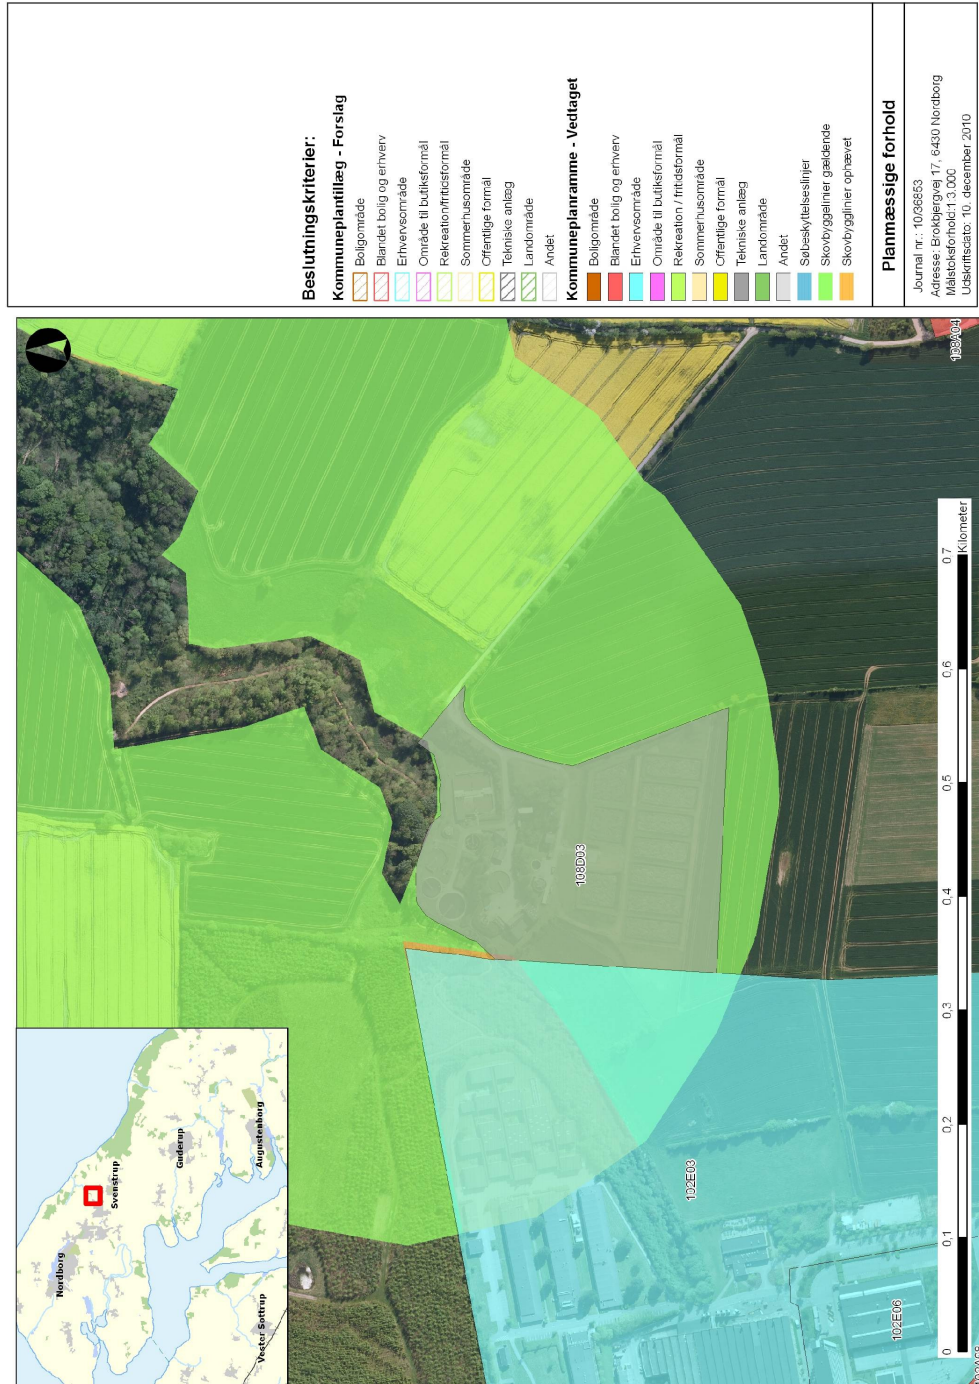 Beslutningskriterier:
Kommuneplantillæg - Forslag
Boligområde
Blandet bolig og erhverv
Erhvervsområde
Område til butiksformål
Rekreation/fritidsformål
Sommerhusområde
Offentlige formål
Tekniske anlæg
Landområde
Andet
Kommuneplanramme - Vedtaget
Boligområde
Blandet bolig og erhverv
Erhvervsområde
Område til butiksformål
Rekreation / fritidsformål
Sommerhusområde
Offentlige formål
Tekniske anlæg
Landområde
Andet
Søbeskyttelseslinjer
Skovbyggelinier gældende
Skovbygglinier ophævet
Planmæssige forhold
Journal nr.: 10/36853
Adresse: Brokbjergvej 17, 6430 Nordborg
Målstoksforhold:1:3.000
Udskriftsdato: 10. december 2010
Nordborg
Svenstrup
Guderup
Augustenborg
Vester Sottrup
108D03
102E03
102E06
108A04
0
0,1
0,2
0,3
0,4
0,5
0,6
0,7
Kilometer